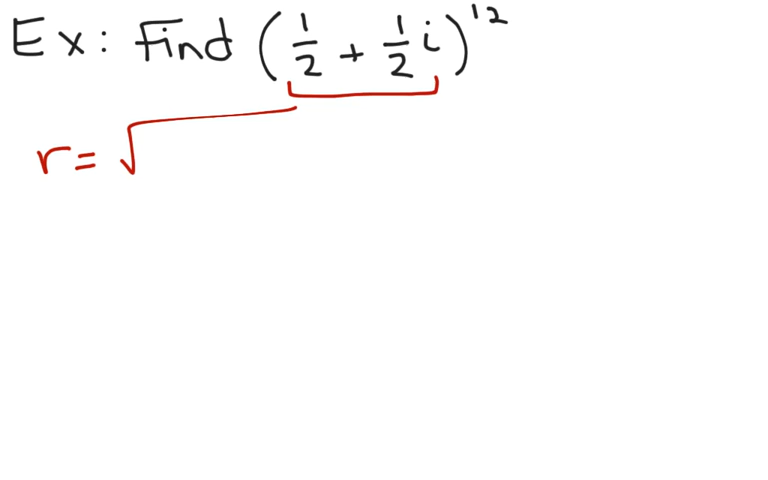 Ex: Find (1/2 + 1/2 i)^12
r = √